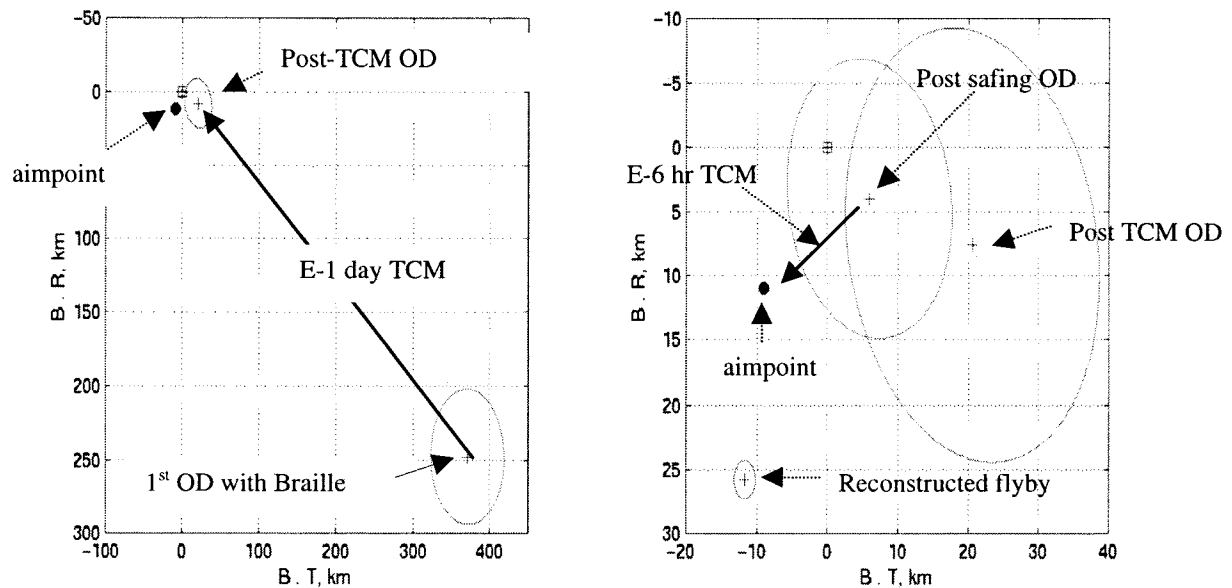 -50
0
100
150
200
250
300
B . R, km
-100
0
100
200
300
400
B . T, km
Post-TCM OD
aimpoint
E-1 day TCM
1st OD with Braille
-10
-5
0
5
10
15
20
25
30
B . R, km
-20
-10
0
10
20
30
40
B . T, km
Post safing OD
E-6 hr TCM
Post TCM OD
aimpoint
Reconstructed flyby